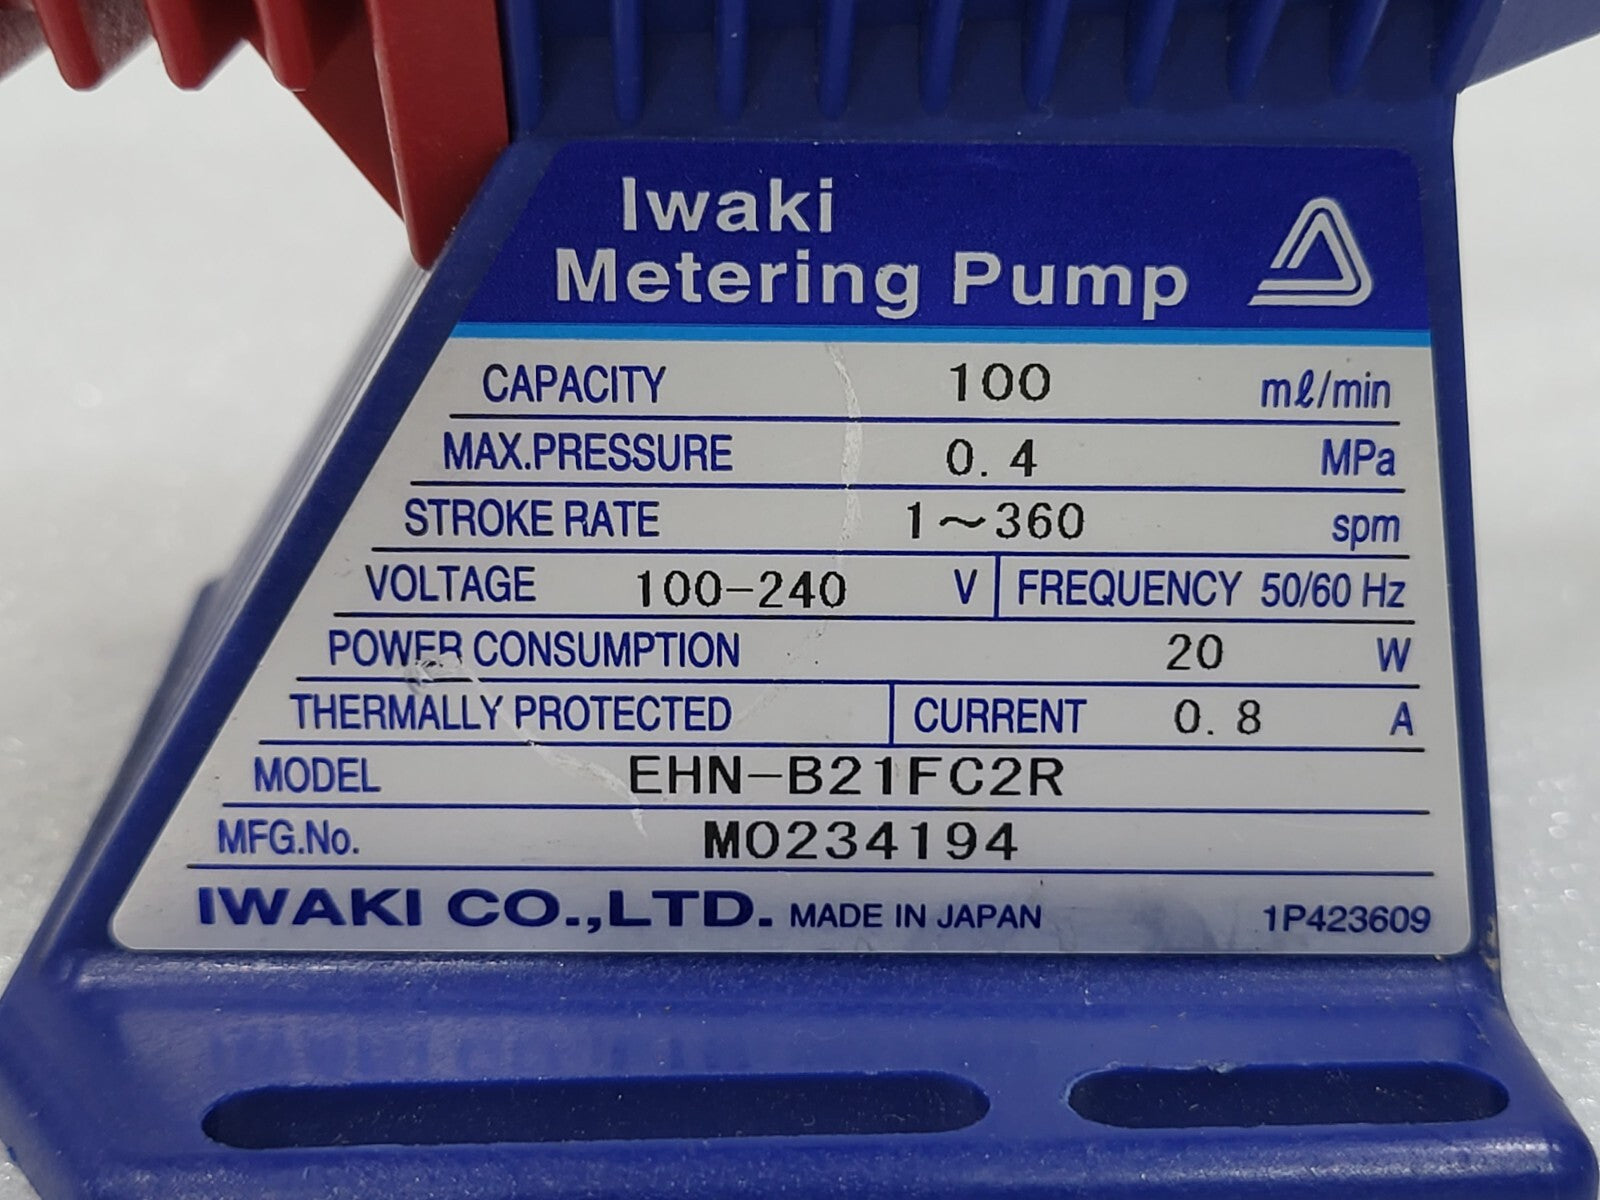 Iwaki
Metering Pump
CAPACITY 100 mℓ/min
MAX.PRESSURE 0.4 MPa
STROKE RATE 1~360 spm
VOLTAGE 100-240 V FREQUENCY 50/60 Hz
POWER CONSUMPTION 20 W
THERMALLY PROTECTED CURRENT 0.8 A
MODEL EHN-B21FC2R
MFG.No. M0234194
IWAKI CO.,LTD. MADE IN JAPAN 1P423609